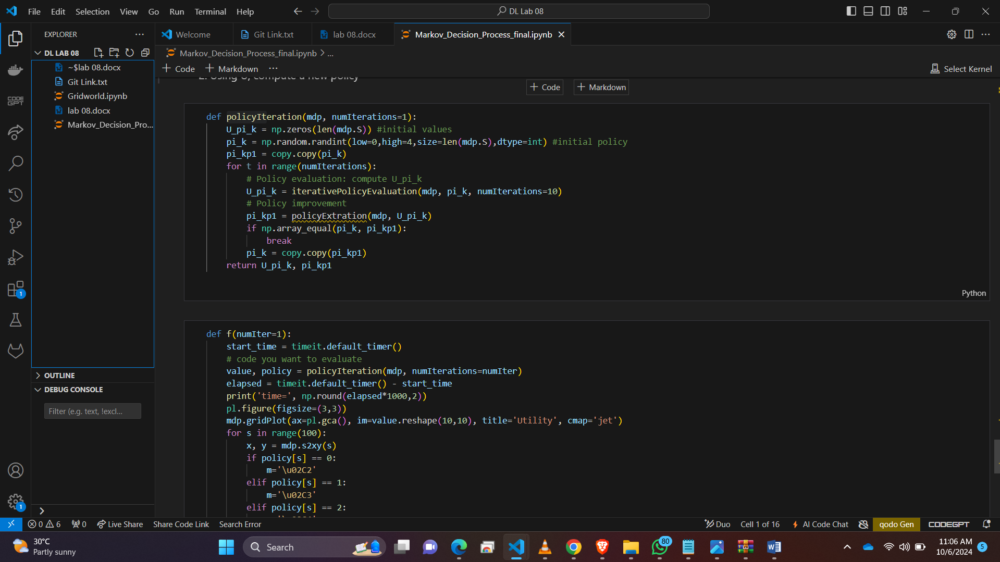 File Edit Selection View Go Run Terminal Help
DL Lab 08
EXPLORER
Welcome
Git Link.txt
lab 08.docx
Markov_Decision_Process_final.ipynb
DL LAB 08
~$lab 08.docx
Git Link.txt
Gridworld.ipynb
lab 08.docx
Markov_Decision_Pro...
Markov_Decision_Process_final.ipynb > ...
+ Code + Markdown ...
Select Kernel
2. Using U, compute a new policy
+ Code + Markdown
def policyIteration(mdp, numIterations=1):
U_pi_k = np.zeros(len(mdp.S)) #initial values
pi_k = np.random.randint(low=0,high=4,size=len(mdp.S),dtype=int) #initial policy
pi_kp1 = copy.copy(pi_k)
for t in range(numIterations):
# Policy evaluation: compute U_pi_k
U_pi_k = iterativePolicyEvaluation(mdp, pi_k, numIterations=10)
# Policy improvement
pi_kp1 = policyExtration(mdp, U_pi_k)
if np.array_equal(pi_k, pi_kp1):
break
pi_k = copy.copy(pi_kp1)
return U_pi_k, pi_kp1
Python
def f(numIter=1):
start_time = timeit.default_timer()
# code you want to evaluate
value, policy = policyIteration(mdp, numIterations=numIter)
elapsed = timeit.default_timer() - start_time
print('time=', np.round(elapsed*1000,2))
pl.figure(figsize=(3,3))
mdp.gridPlot(ax=pl.gca(), im=value.reshape(10,10), title='Utility', cmap='jet')
for s in range(100):
x, y = mdp.s2xy(s)
if policy[s] == 0:
m='\u02C2'
elif policy[s] == 1:
m='\u02C3'
elif policy[s] == 2:
OUTLINE
DEBUG CONSOLE
Filter (e.g. text, !excl...
CODE
GPT
1
1
0 6 0 Live Share Share Code Link Search Error
Duo Cell 1 of 16 AI Code Chat qodo Gen CODEGPT
30°C
Partly sunny
Search
80
11:06 AM
10/6/2024
5